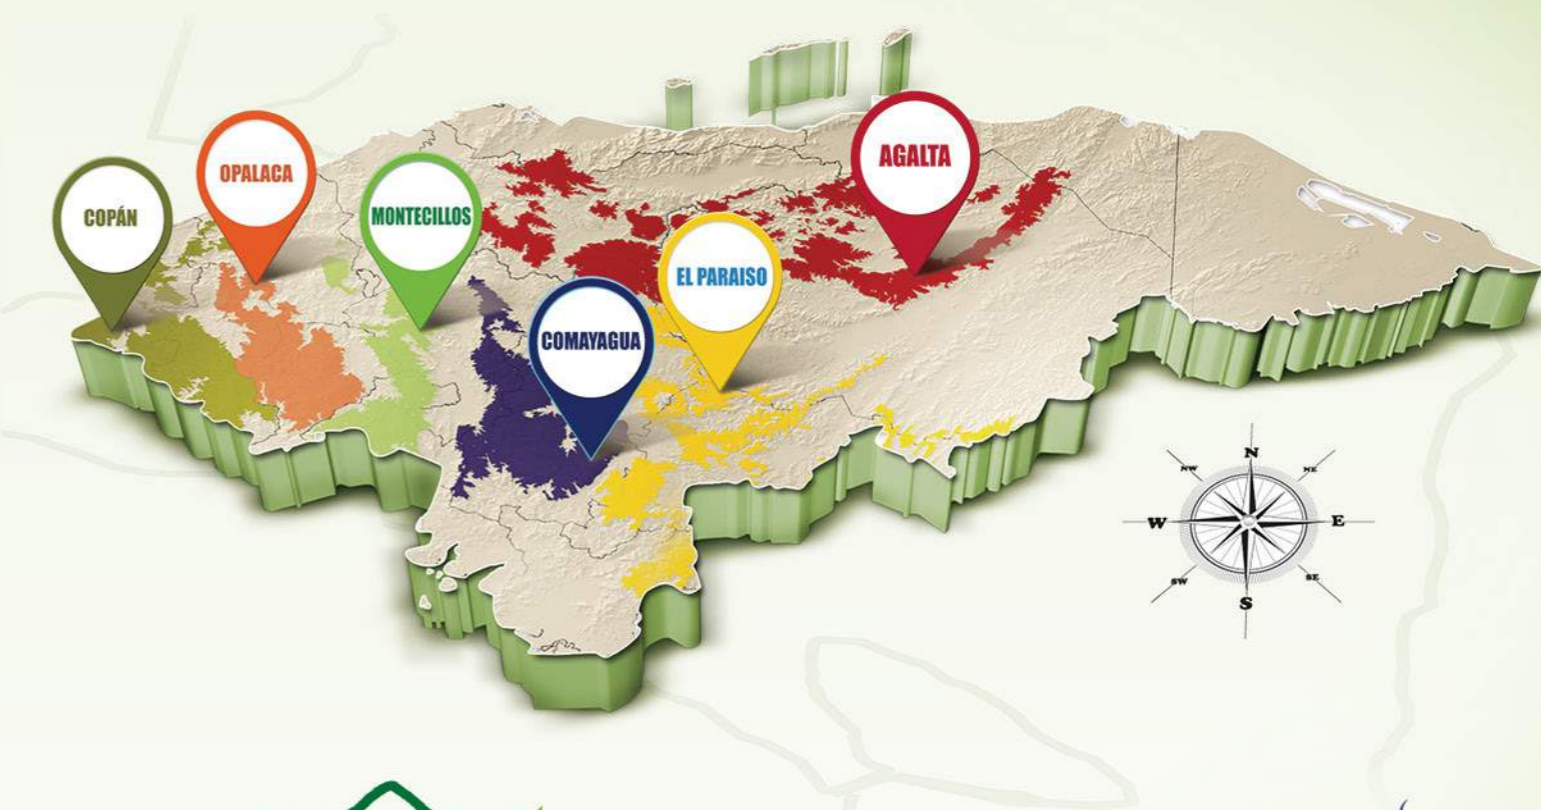 AGALTA
OPALACA
COPÁN
MONTECILLOS
EL PARAISO
COMAYAGUA
N
NW
NE
W
E
SW
SE
S